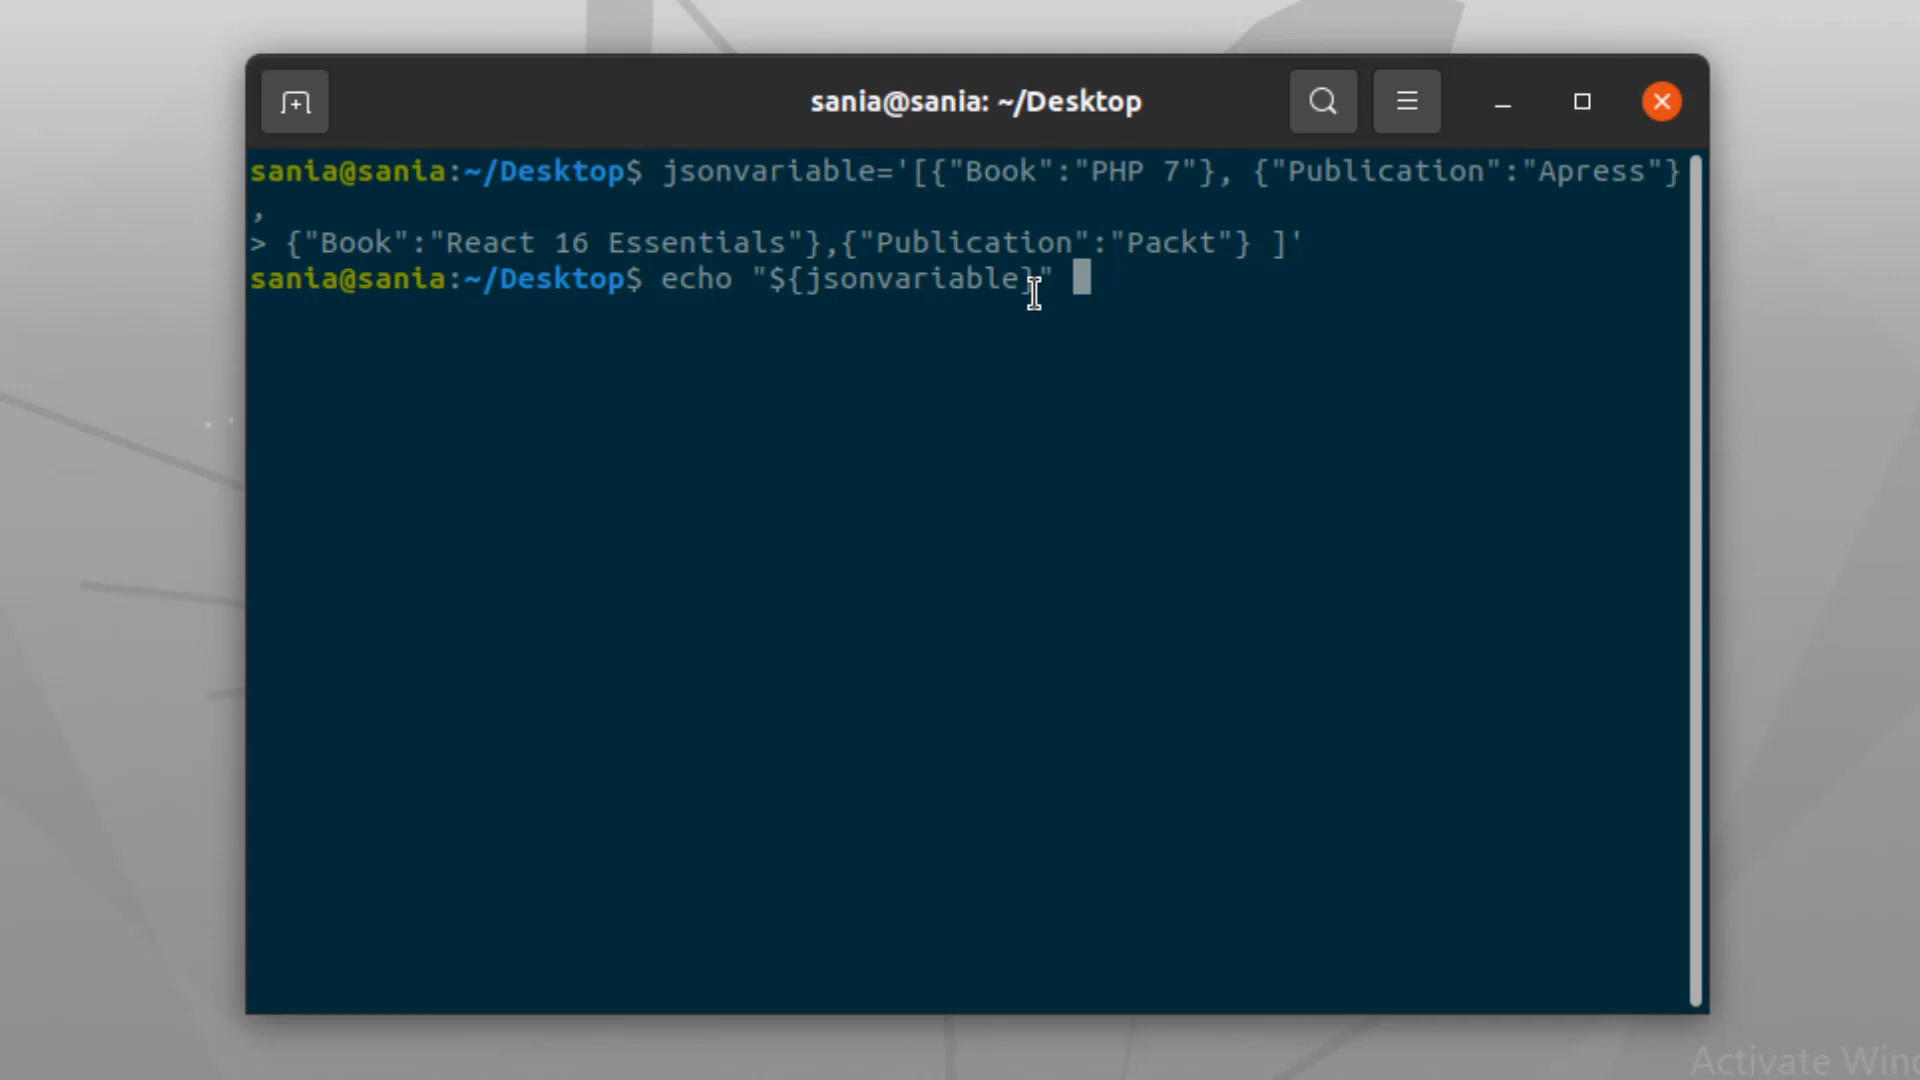 sania@sania: ~/Desktop
sania@sania:~/Desktop$ jsonvariable='[{"Book":"PHP 7"}, {"Publication":"Apress"}
,
> {"Book":"React 16 Essentials"},{"Publication":"Packt"} ]'
sania@sania:~/Desktop$ echo "${jsonvariable}"
Activate Win